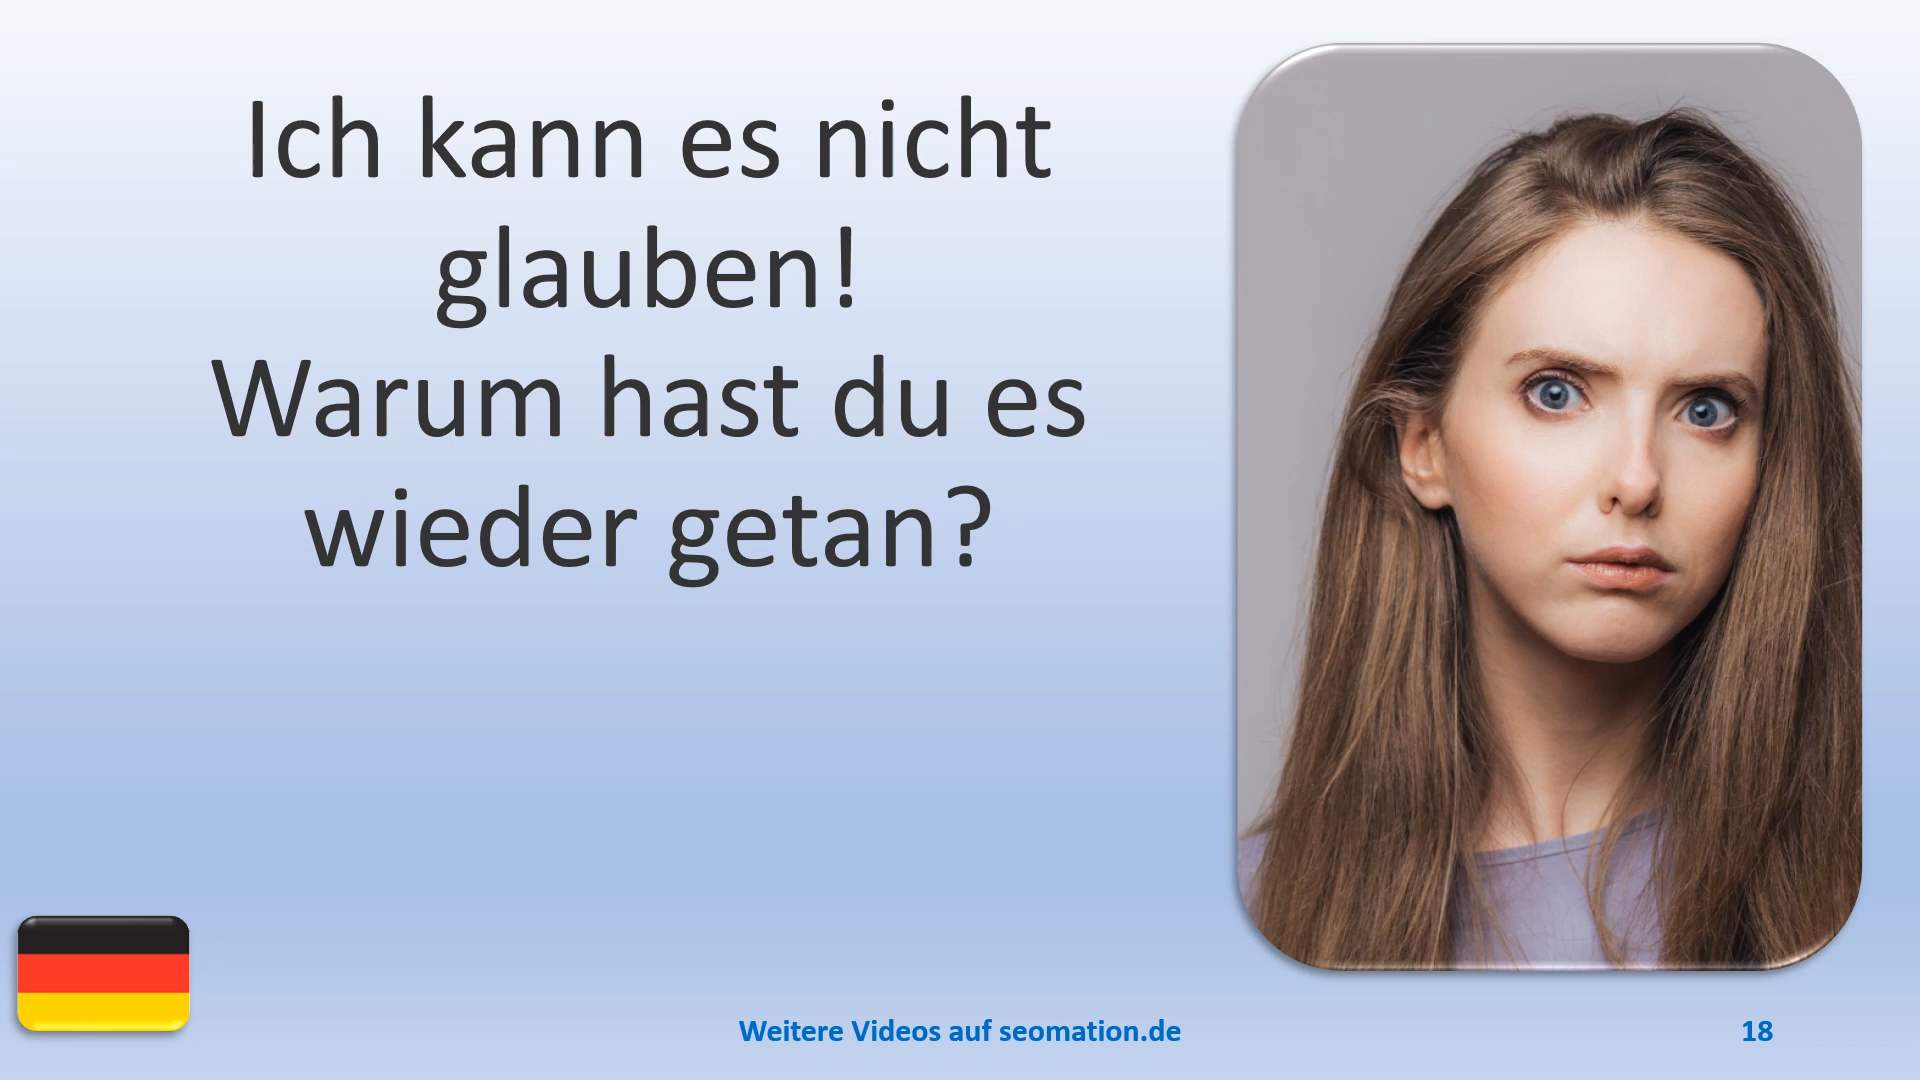 Ich kann es nicht
glauben!
Warum hast du es
wieder getan?
Weitere Videos auf seomation.de
18